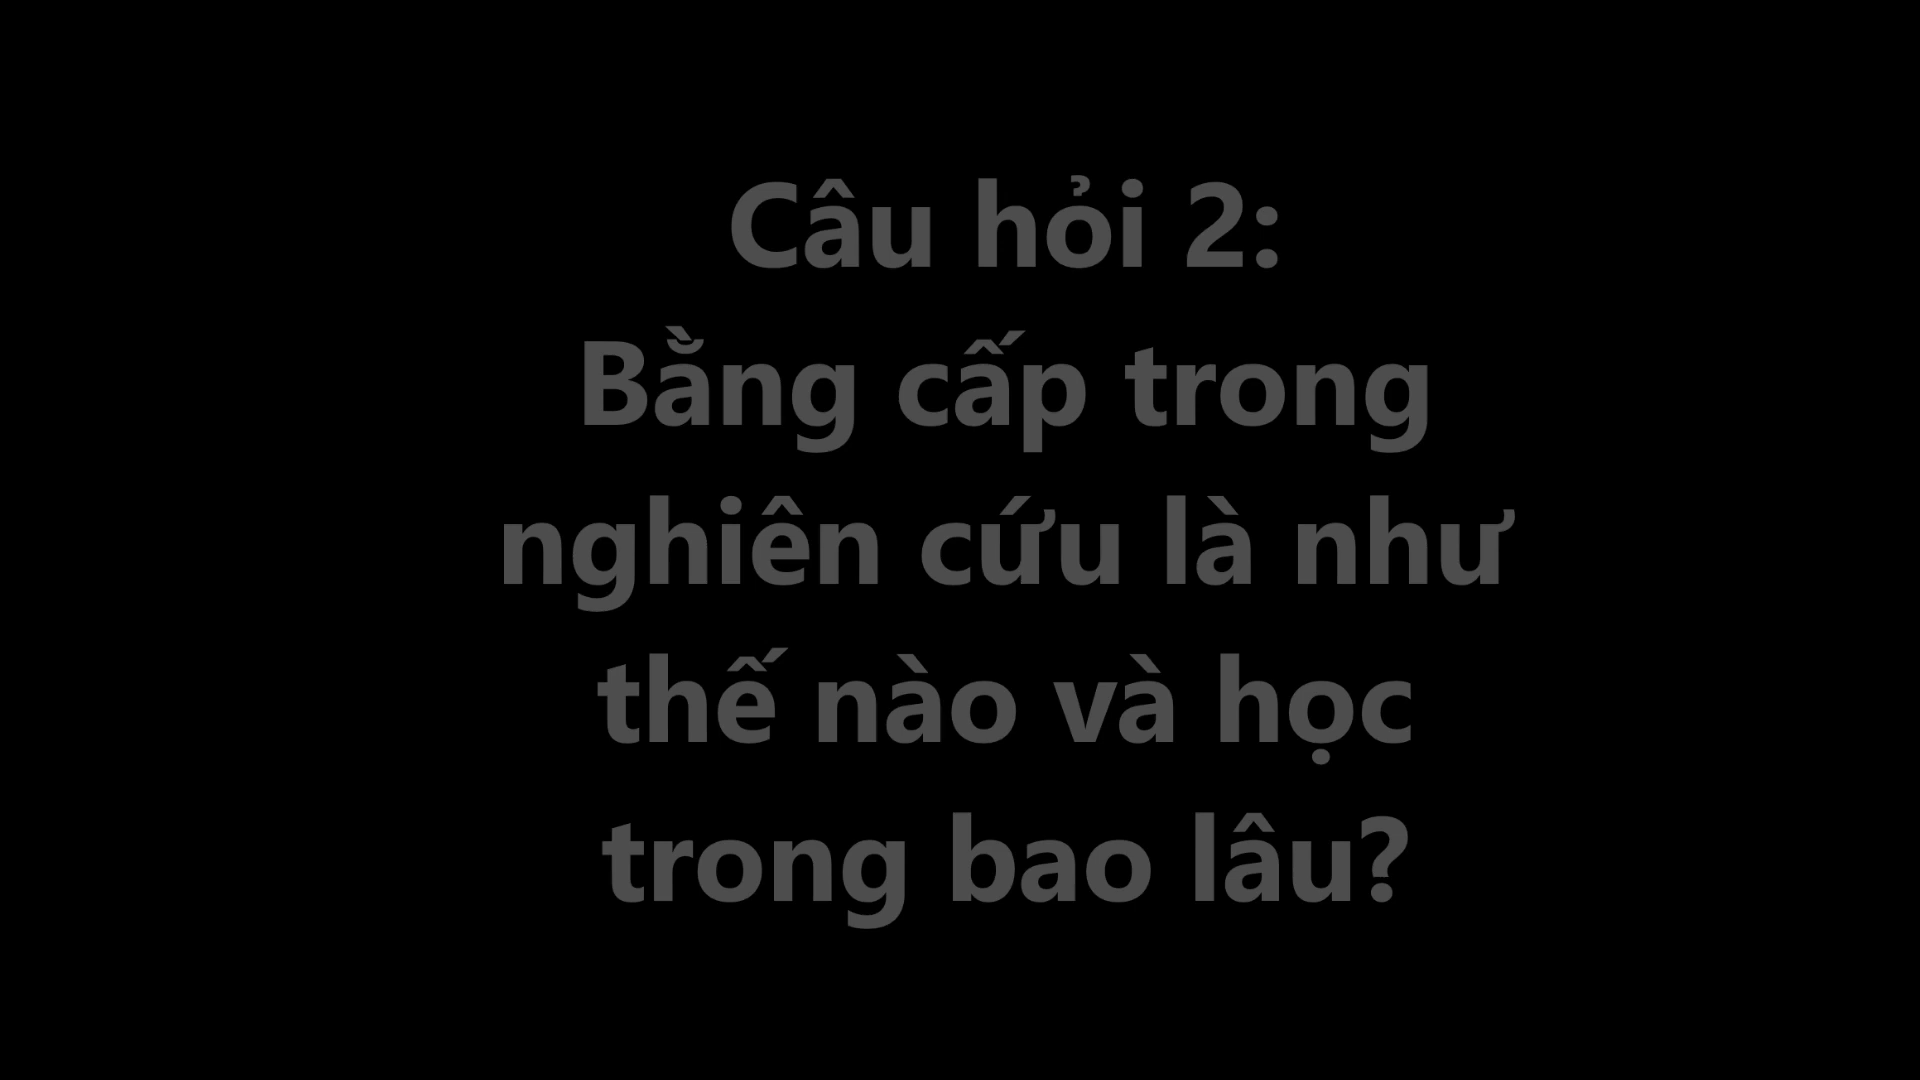 Câu hỏi 2:
Bằng cấp trong
nghiên cứu là như
thế nào và học
trong bao lâu?